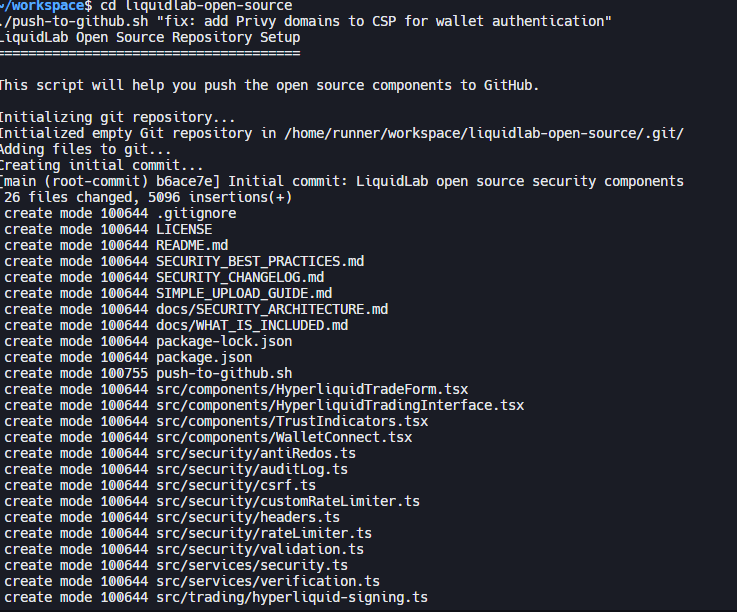 ~/workspace$ cd liquidlab-open-source
./push-to-github.sh "fix: add Privy domains to CSP for wallet authentication"
LiquidLab Open Source Repository Setup
======================================
This script will help you push the open source components to GitHub.
Initializing git repository...
Initialized empty Git repository in /home/runner/workspace/liquidlab-open-source/.git/
Adding files to git...
Creating initial commit...
[main (root-commit) b6ace7e] Initial commit: LiquidLab open source security components
26 files changed, 5096 insertions(+)
create mode 100644 .gitignore
create mode 100644 LICENSE
create mode 100644 README.md
create mode 100644 SECURITY_BEST_PRACTICES.md
create mode 100644 SECURITY_CHANGELOG.md
create mode 100644 SIMPLE_UPLOAD_GUIDE.md
create mode 100644 docs/SECURITY_ARCHITECTURE.md
create mode 100644 docs/WHAT_IS_INCLUDED.md
create mode 100644 package-lock.json
create mode 100644 package.json
create mode 100755 push-to-github.sh
create mode 100644 src/components/HyperliquidTradeForm.tsx
create mode 100644 src/components/HyperliquidTradingInterface.tsx
create mode 100644 src/components/TrustIndicators.tsx
create mode 100644 src/components/WalletConnect.tsx
create mode 100644 src/security/antiRedos.ts
create mode 100644 src/security/auditLog.ts
create mode 100644 src/security/csrf.ts
create mode 100644 src/security/customRateLimiter.ts
create mode 100644 src/security/headers.ts
create mode 100644 src/security/rateLimiter.ts
create mode 100644 src/security/validation.ts
create mode 100644 src/services/security.ts
create mode 100644 src/services/verification.ts
create mode 100644 src/trading/hyperliquid-signing.ts